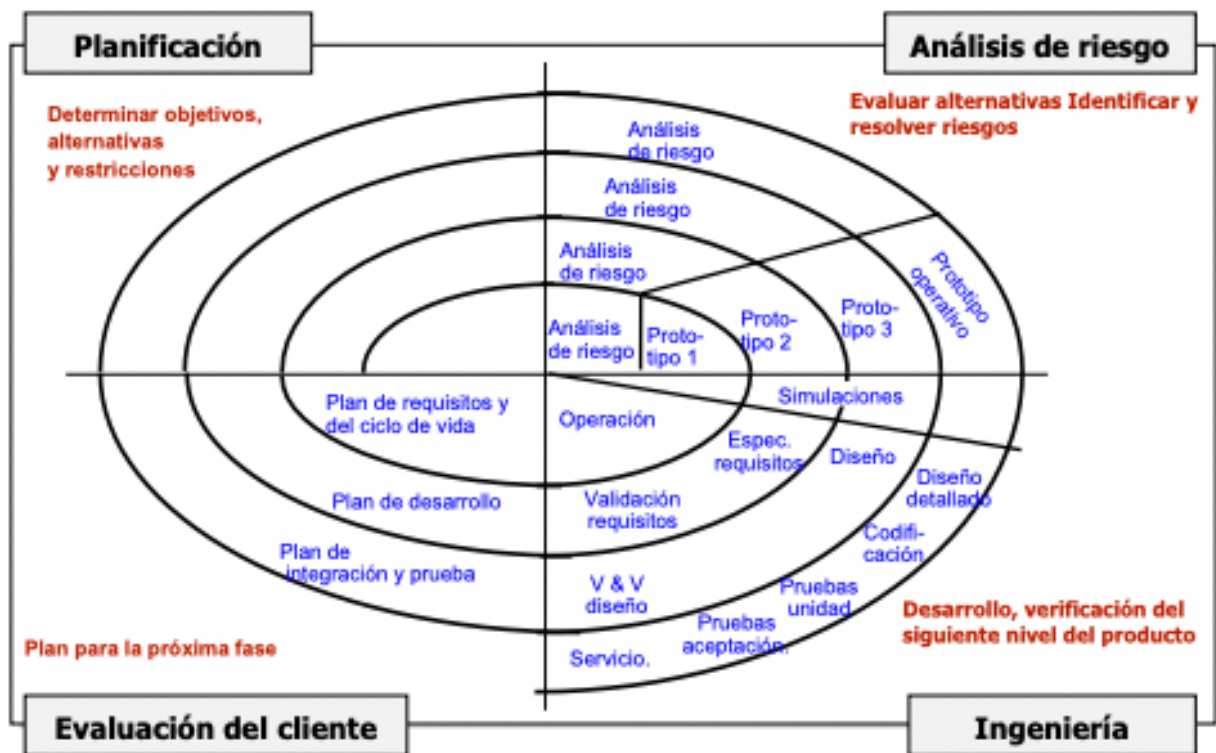 Planificación
Análisis de riesgo
Determinar objetivos,
alternativas
y restricciones
Evaluar alternativas Identificar y
resolver riesgos
Análisis
de riesgo
Análisis
de riesgo
Análisis
de riesgo
Análisis
de riesgo
Proto-
tipo 1
Proto-
tipo 2
Proto-
tipo 3
Prototipo
operativo
Simulaciones
Plan de requisitos y
del ciclo de vida
Operación
Espec.
requisitos
Diseño
Diseño
detallado
Plan de desarrollo
Validación
requisitos
Codifi-
cación
Plan de
integración y prueba
V & V
diseño
Pruebas
unidad
Pruebas
aceptación.
Servicio.
Desarrollo, verificación del
siguiente nivel del producto
Plan para la próxima fase
Evaluación del cliente
Ingeniería